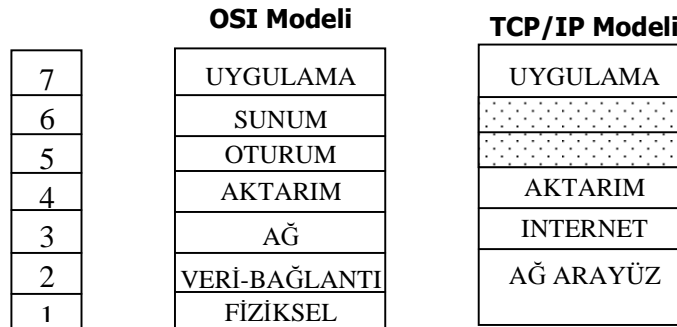 OSI Modeli TCP/IP Modeli
7 UYGULAMA UYGULAMA
6 SUNUM
5 OTURUM
4 AKTARIM AKTARIM
3 AĞ INTERNET
2 VERİ-BAĞLANTI AĞ ARAYÜZ
1 FİZİKSEL